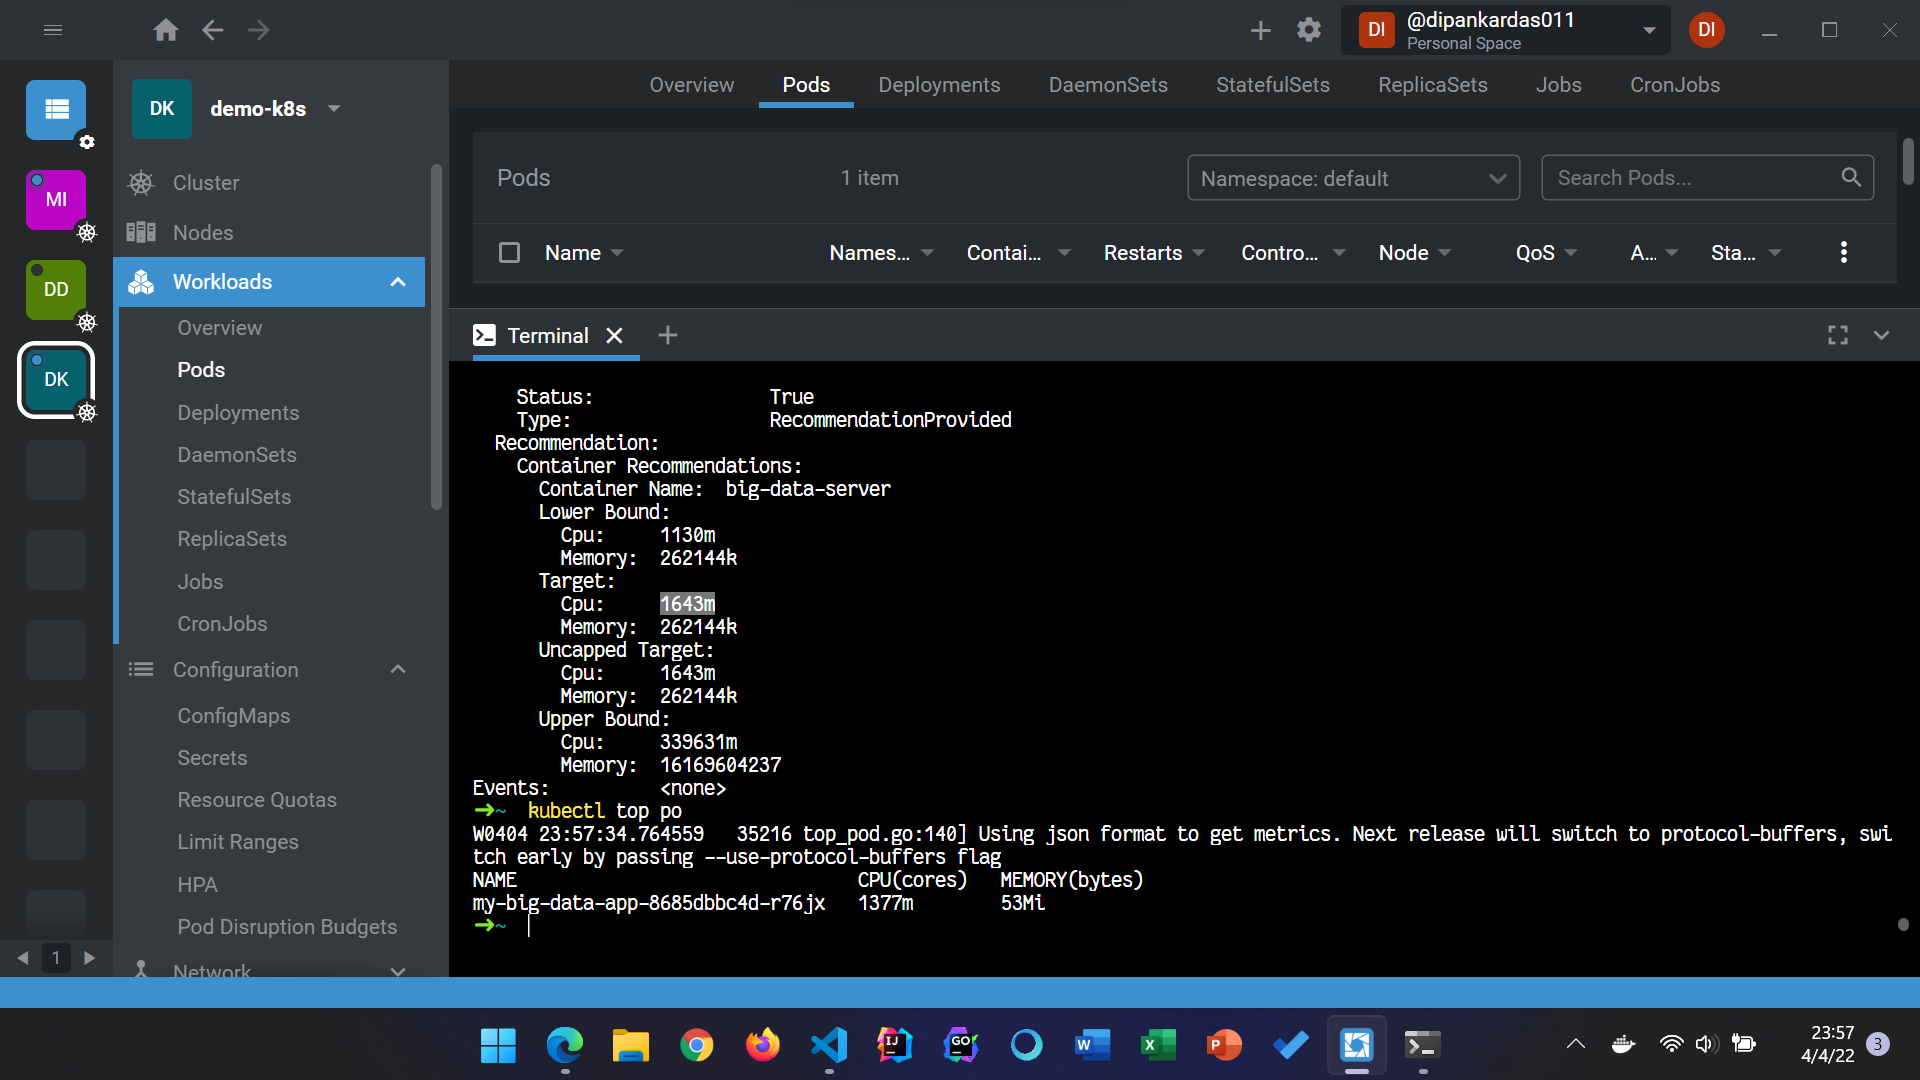 DI
@dipankardas011
Personal Space
DI
DK
demo-k8s
MI
DD
DK
1
Cluster
Nodes
Workloads
Overview
Pods
Deployments
DaemonSets
StatefulSets
ReplicaSets
Jobs
CronJobs
Configuration
ConfigMaps
Secrets
Resource Quotas
Limit Ranges
HPA
Pod Disruption Budgets
Network
Overview Pods Deployments DaemonSets StatefulSets ReplicaSets Jobs CronJobs
Pods 1 item Namespace: default Search Pods...
Name Names... Contai... Restarts Contro... Node QoS A... Sta...
Terminal
Status: True
Type: RecommendationProvided
Recommendation:
Container Recommendations:
Container Name: big-data-server
Lower Bound:
Cpu: 1130m
Memory: 262144k
Target:
Cpu: 1643m
Memory: 262144k
Uncapped Target:
Cpu: 1643m
Memory: 262144k
Upper Bound:
Cpu: 339631m
Memory: 16169604237
Events: <none>
➜~ kubectl top po
W0404 23:57:34.764559 35216 top_pod.go:140] Using json format to get metrics. Next release will switch to protocol-buffers, swi
tch early by passing --use-protocol-buffers flag
NAME CPU(cores) MEMORY(bytes)
my-big-data-app-8685dbbc4d-r76jx 1377m 53Mi
➜~
IJ
GO
W
X
P
23:57
4/4/22
3